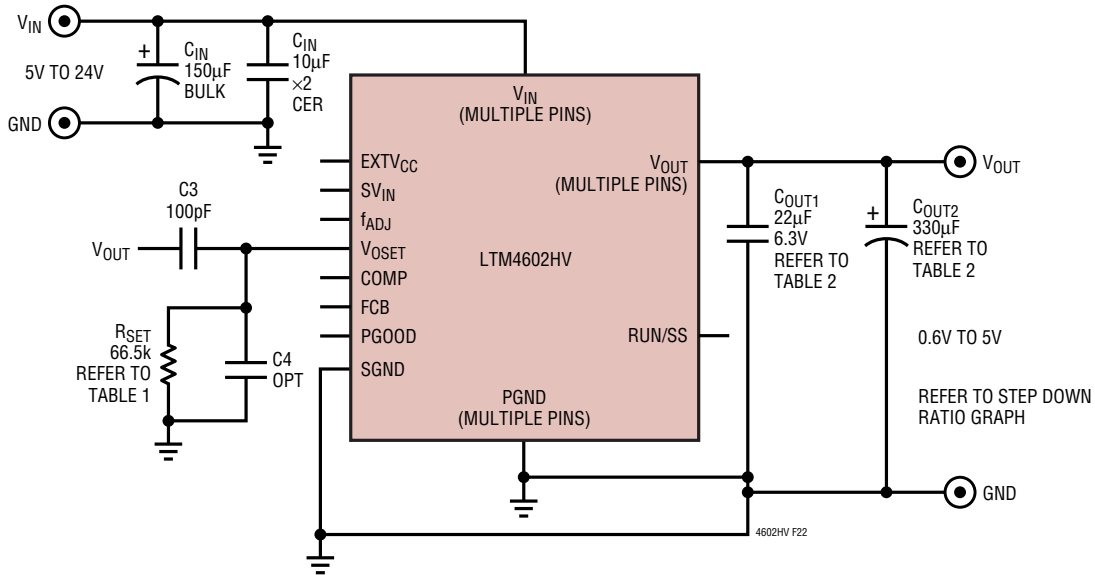 VIN
5V TO 24V
GND
+
CIN
150µF
BULK
CIN
10µF
×2
CER
VIN
(MULTIPLE PINS)
EXTVCC
SVIN
fADJ
VOSET
COMP
FCB
PGOOD
SGND
LTM4602HV
VOUT
(MULTIPLE PINS)
RUN/SS
PGND
(MULTIPLE PINS)
C3
100pF
VOUT
RSET
66.5k
REFER TO
TABLE 1
C4
OPT
VOUT
COUT1
22µF
6.3V
REFER TO
TABLE 2
+
COUT2
330µF
REFER TO
TABLE 2
0.6V TO 5V
REFER TO STEP DOWN
RATIO GRAPH
GND
4602HV F22